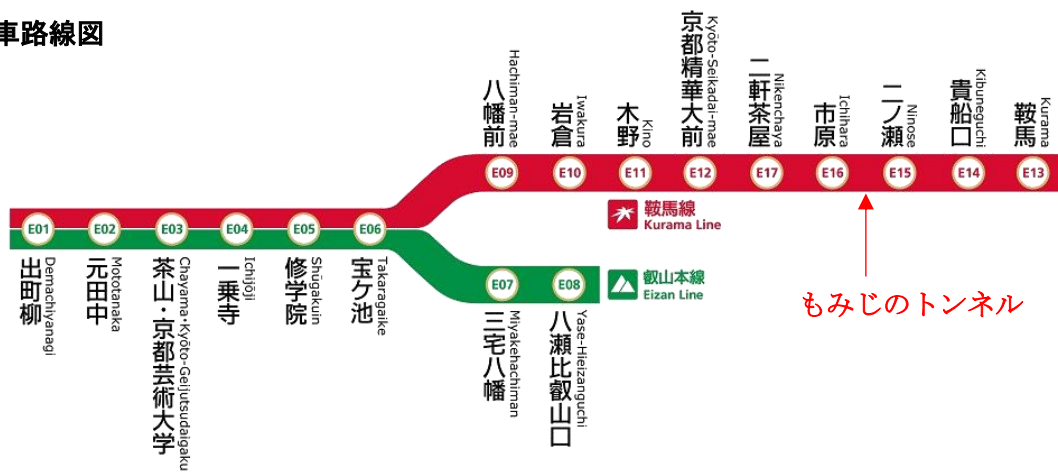 車路線図
Hachiman-mae
八幡前
Iwakura
岩倉
Kino
木野
Kyōto-Seikadai-mae
京都精華大前
Nikenchaya
二軒茶屋
Ichihara
市原
Ninose
二ノ瀬
Kibuneguchi
貴船口
Kurama
鞍馬
E09
E10
E11
E12
E17
E16
E15
E14
E13
鞍馬線
Kurama Line
E01
E02
E03
E04
E05
E06
Demachiyanagi
出町柳
Mototanaka
元田中
Chayama・Kyōto-Geijutsudaigaku
茶山・京都芸術大学
Ichijōji
一乗寺
Shūgakuin
修学院
Takaragaike
宝ケ池
E07
E08
叡山本線
Eizan Line
Miyakehachiman
三宅八幡
Yase-Hieizanguchi
八瀬比叡山口
もみじのトンネル